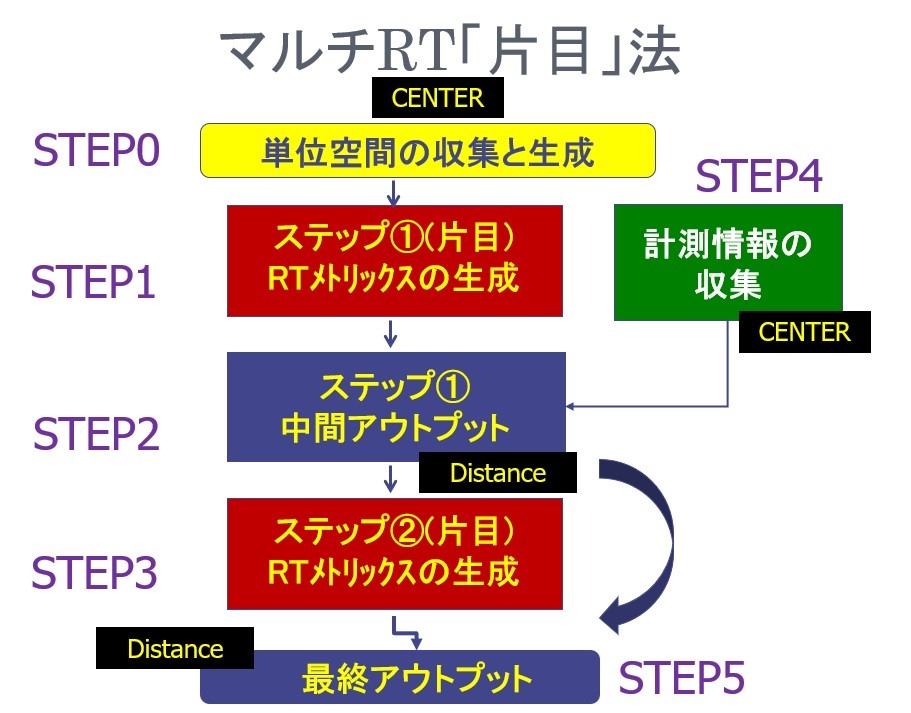 マルチRT「片目」法
CENTER
STEP0
単位空間の収集と生成
STEP4
ステップ①(片目)
RTﾒﾄﾘｯｸｽの生成
STEP1
計測情報の
収集
CENTER
ステップ①
中間アウトプット
STEP2
Distance
ステップ②(片目)
RTﾒﾄﾘｯｸｽの生成
STEP3
Distance
最終アウトプット
STEP5